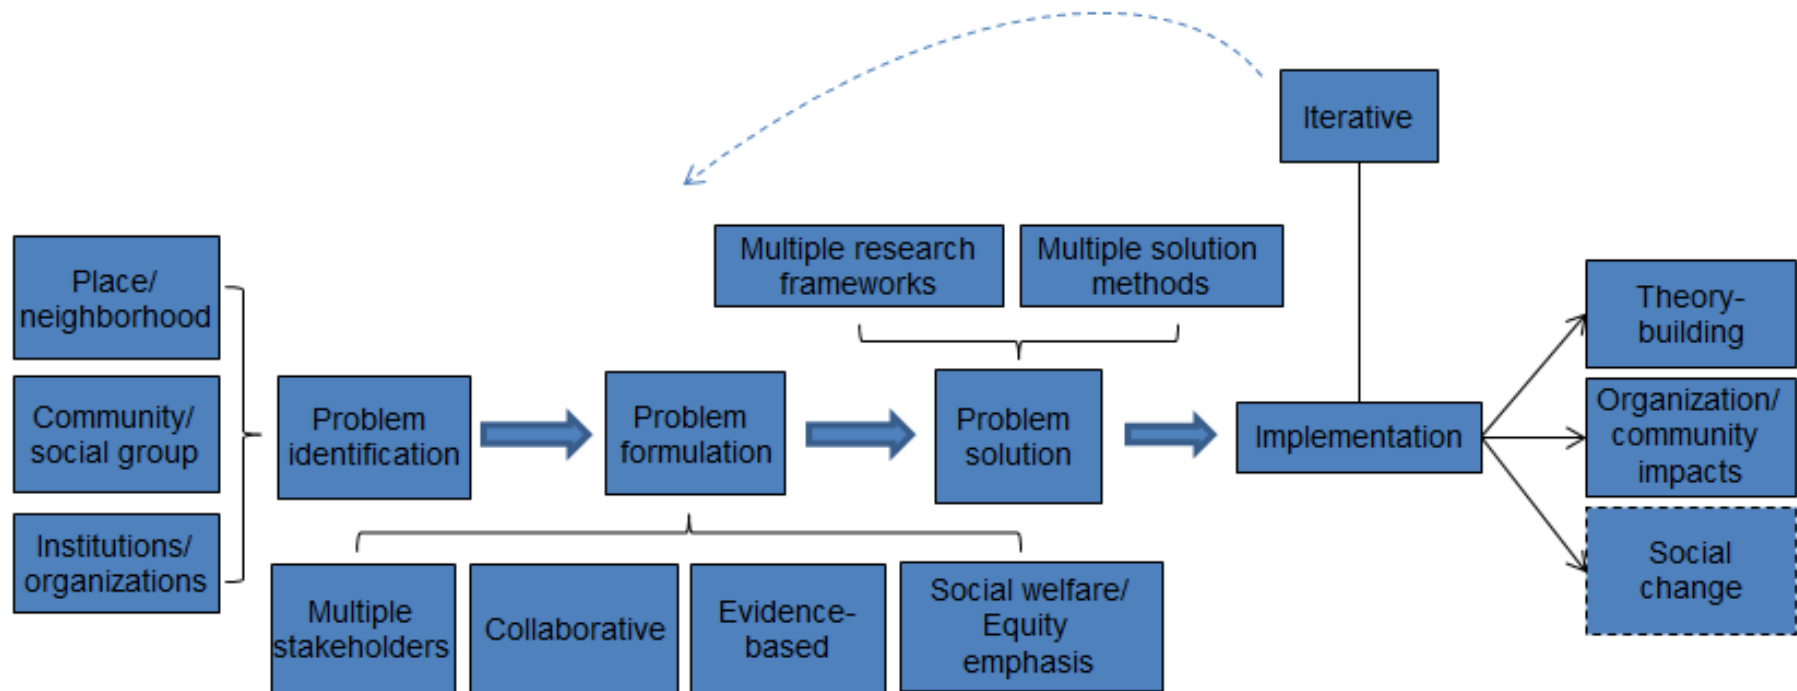 Iterative
Multiple research
frameworks
Multiple solution
methods
Place/
neighborhood
Community/
social group
Institutions/
organizations
Problem
identification
Problem
formulation
Problem
solution
Implementation
Theory-
building
Organization/
community
impacts
Social
change
Multiple
stakeholders
Collaborative
Evidence-
based
Social welfare/
Equity
emphasis